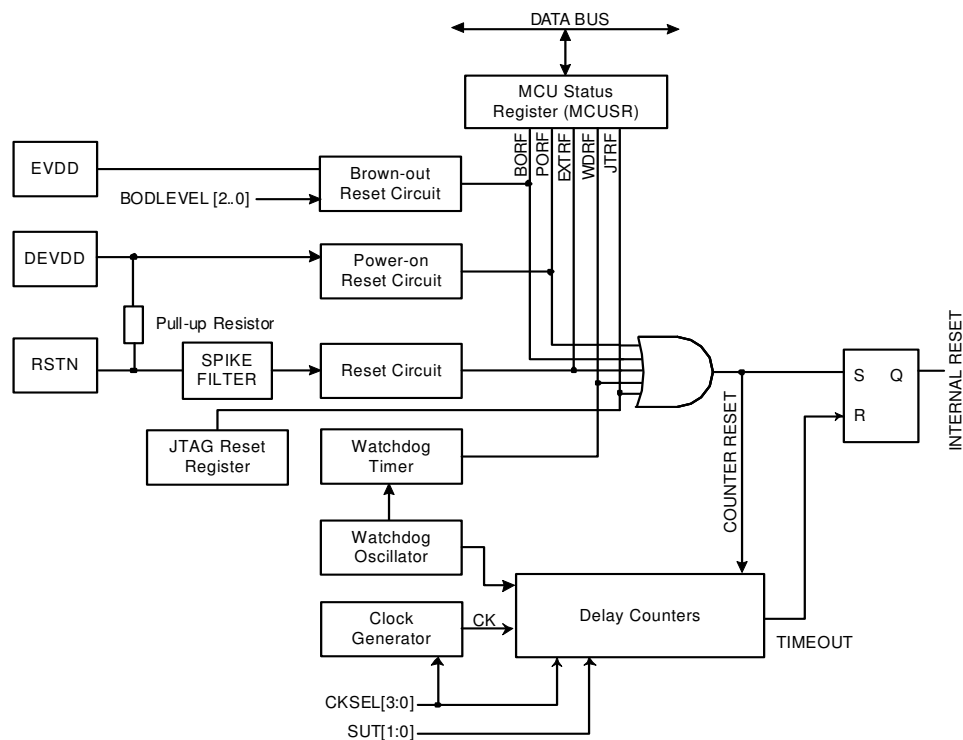 DATA BUS
MCU Status
Register (MCUSR)
BORF
PORF
EXTRF
WDRF
JTRF
EVDD
Brown-out
Reset Circuit
BODLEVEL [2..0]
DEVDD
Power-on
Reset Circuit
Pull-up Resistor
RSTN
SPIKE
FILTER
Reset Circuit
S
Q
R
INTERNAL RESET
JTAG Reset
Register
Watchdog
Timer
COUNTER RESET
Watchdog
Oscillator
Clock
Generator
CK
Delay Counters
TIMEOUT
CKSEL[3:0]
SUT[1:0]